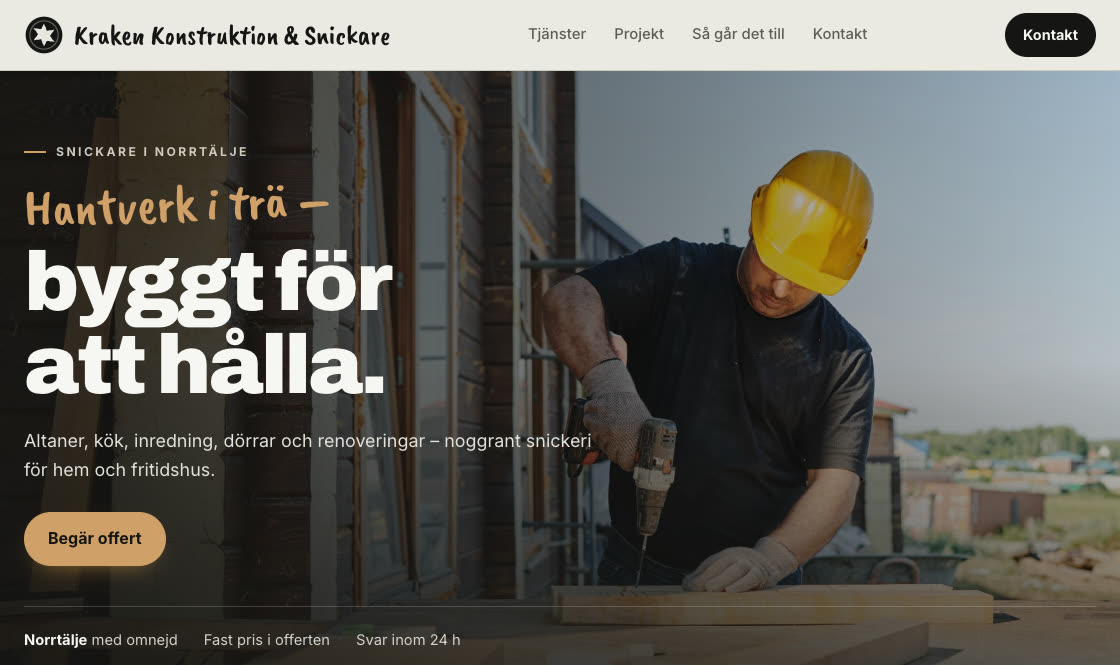 Kraken Konstruktion & Snickare
Tjänster
Projekt
Så går det till
Kontakt
Kontakt
SNICKARE I NORRTÄLJE
Hantverk i trä –
byggt för
att hålla.
Altaner, kök, inredning, dörrar och renoveringar – noggrant snickeri
för hem och fritidshus.
Begär offert
Norrtälje med omnejd
Fast pris i offerten
Svar inom 24 h